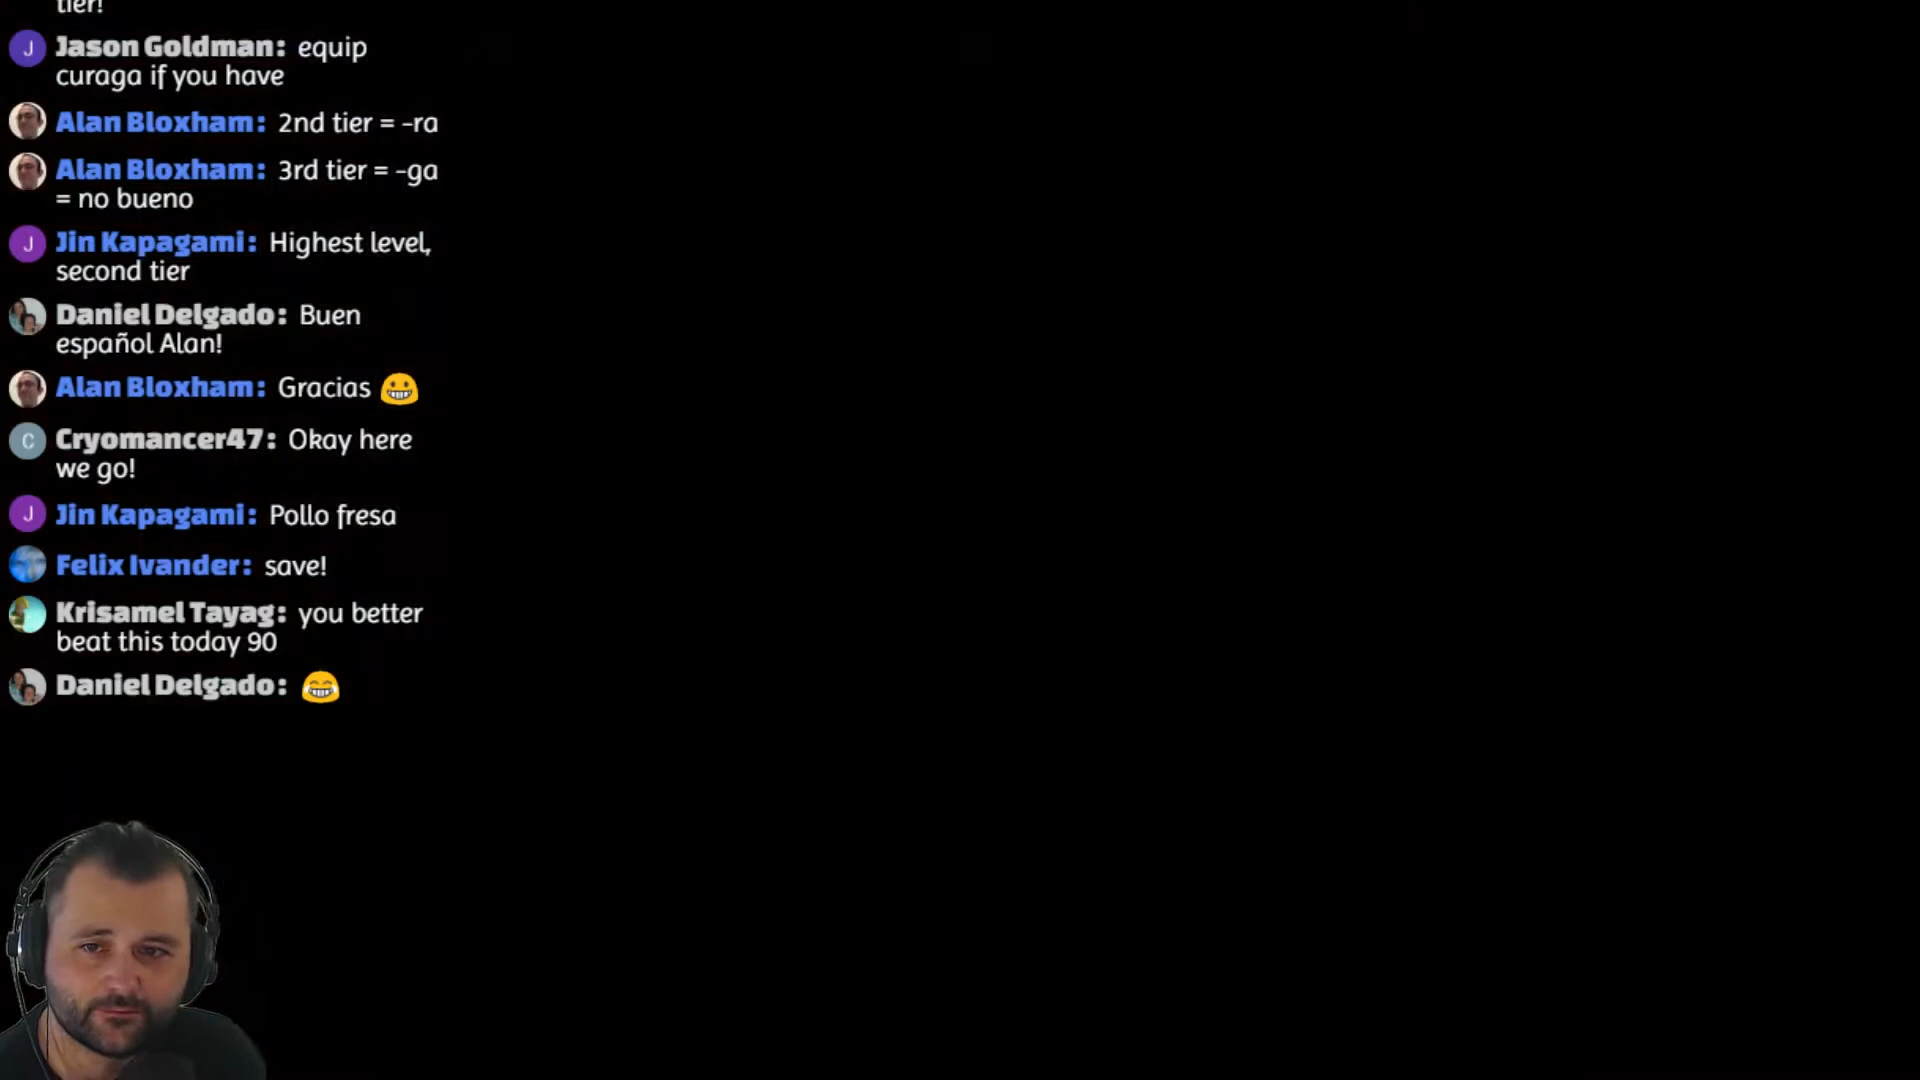 tier!
J Jason Goldman: equip
curaga if you have
Alan Bloxham: 2nd tier = -ra
Alan Bloxham: 3rd tier = -ga
= no bueno
J Jin Kapagami: Highest level,
second tier
Daniel Delgado: Buen
español Alan!
Alan Bloxham: Gracias 😀
C Cryomancer47: Okay here
we go!
J Jin Kapagami: Pollo fresa
Felix Ivander: save!
Krisamel Tayag: you better
beat this today 90
Daniel Delgado: 😂